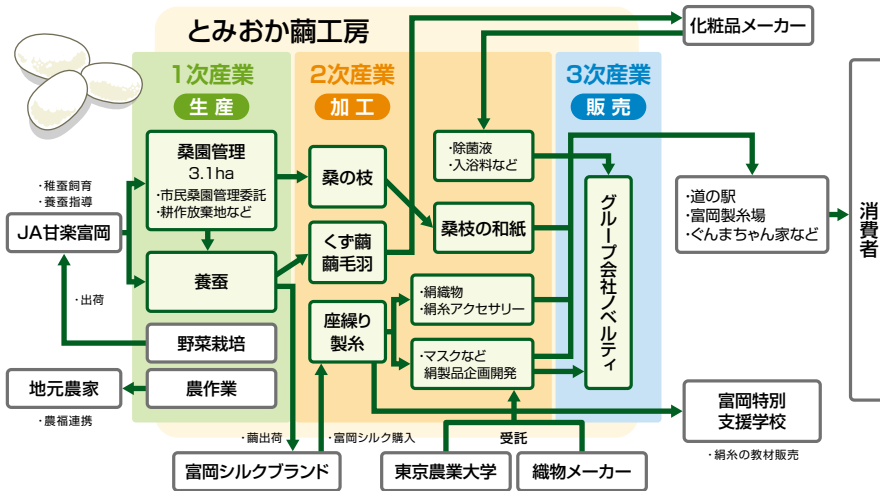 とみおか繭工房
化粧品メーカー
1次産業
生産
2次産業
加工
3次産業
販売
桑園管理
3.1ha
・市民桑園管理委託
・耕作放棄地など
・稚蚕飼育
・養蚕指導
JA甘楽富岡
養蚕
・出荷
野菜栽培
地元農家
農作業
・農福連携
桑の枝
くず繭
繭毛羽
座繰り
製糸
・除菌液
・入浴料など
桑枝の和紙
・絹織物
・絹糸アクセサリー
・マスクなど
絹製品企画開発
グループ会社ノベルティ
・道の駅
・富岡製糸場
・ぐんまちゃん家など
消費者
富岡特別
支援学校
・絹糸の教材販売
・繭出荷
・富岡シルク購入
受託
富岡シルクブランド
東京農業大学
織物メーカー